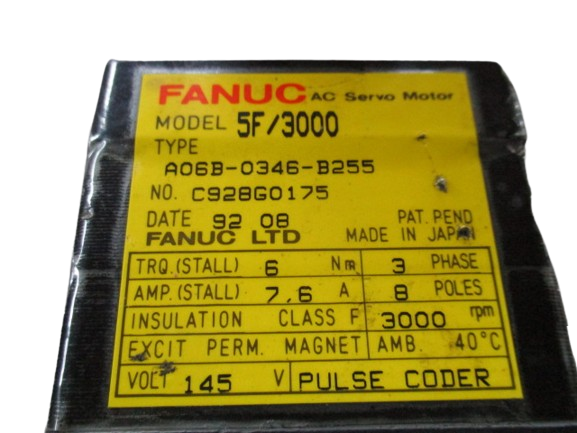 FANUC AC Servo Motor
MODEL 5F/3000
TYPE
A06B-0346-B255
NO. C928G0175
DATE 92 08 PAT. PEND
FANUC LTD MADE IN JAPAN
TRQ.(STALL) 6 Nm 3 PHASE
AMP.(STALL) 7,6 A 8 POLES
INSULATION CLASS F 3000 rpm
EXCIT PERM. MAGNET AMB. 40°C
VOLT 145 V PULSE CODER